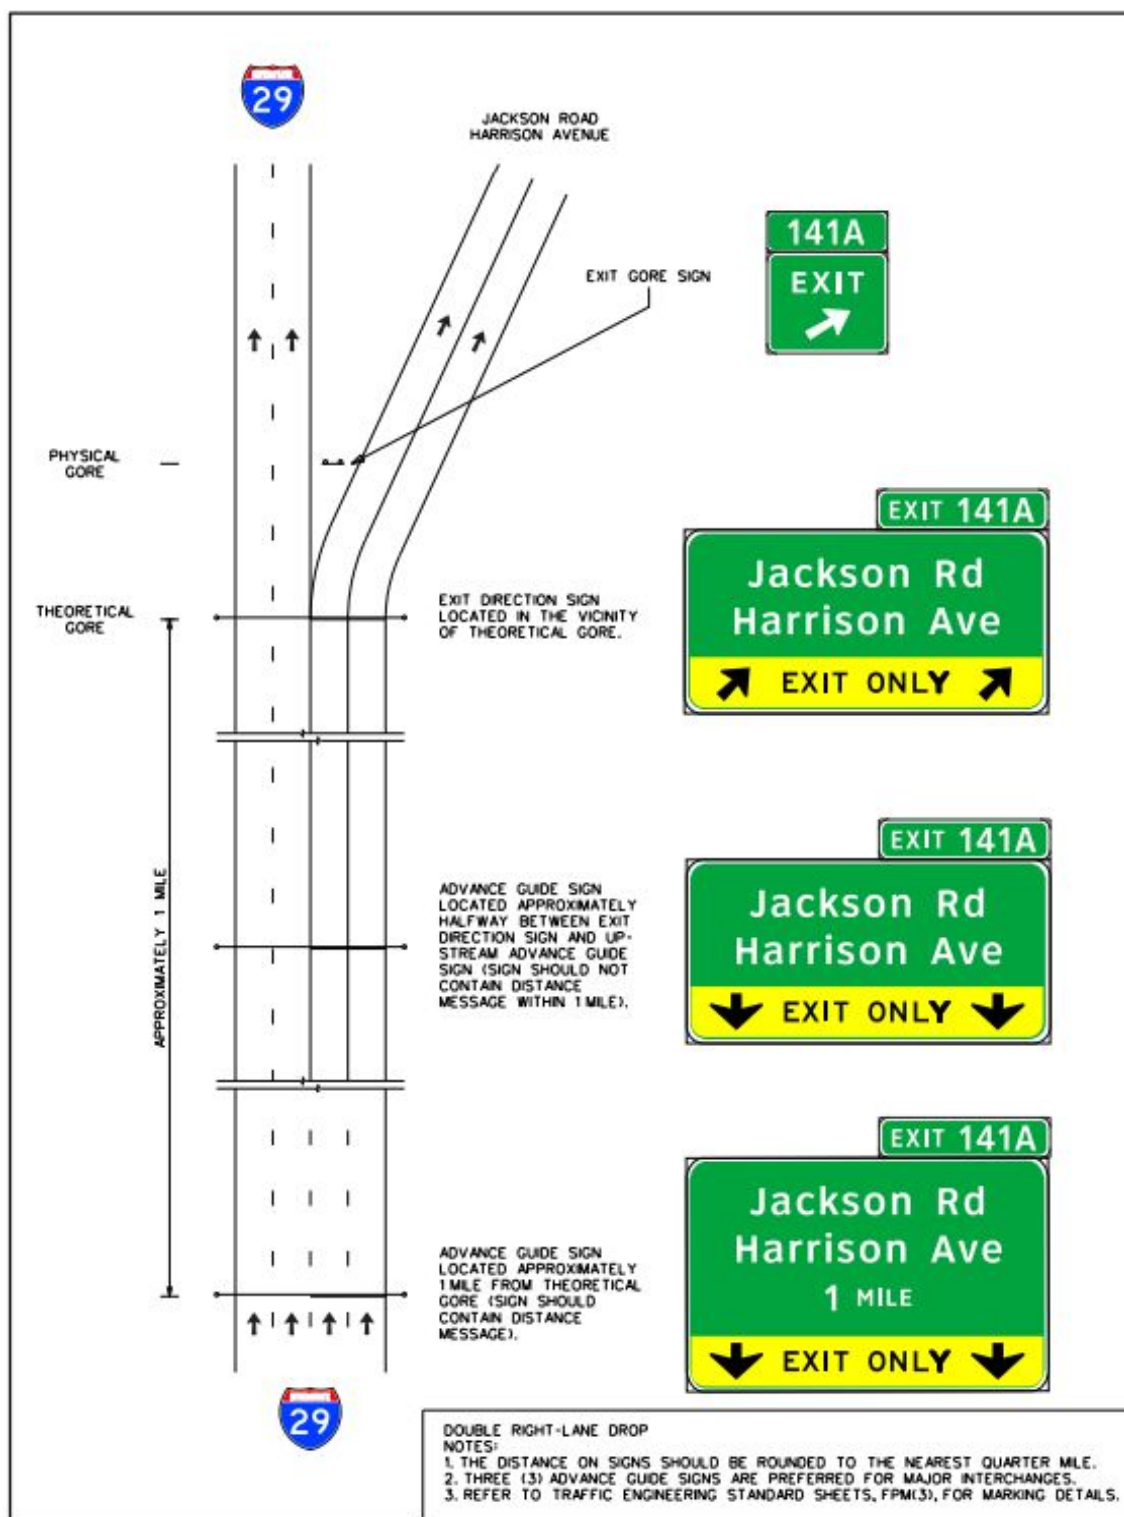 29
JACKSON ROAD
HARRISON AVENUE
141A
EXIT
EXIT GORE SIGN
PHYSICAL
GORE
EXIT 141A
Jackson Rd
Harrison Ave
EXIT ONLY
THEORETICAL
GORE
EXIT DIRECTION SIGN
LOCATED IN THE VICINITY
OF THEORETICAL GORE.
APPROXIMATELY 1 MILE
ADVANCE GUIDE SIGN
LOCATED APPROXIMATELY
HALFWAY BETWEEN EXIT
DIRECTION SIGN AND UP-
STREAM ADVANCE GUIDE
SIGN (SIGN SHOULD NOT
CONTAIN DISTANCE
MESSAGE WITHIN 1 MILE).
EXIT 141A
Jackson Rd
Harrison Ave
EXIT ONLY
ADVANCE GUIDE SIGN
LOCATED APPROXIMATELY
1 MILE FROM THEORETICAL
GORE (SIGN SHOULD
CONTAIN DISTANCE
MESSAGE).
EXIT 141A
Jackson Rd
Harrison Ave
1 MILE
EXIT ONLY
29
DOUBLE RIGHT-LANE DROP
NOTES:
1. THE DISTANCE ON SIGNS SHOULD BE ROUNDED TO THE NEAREST QUARTER MILE.
2. THREE (3) ADVANCE GUIDE SIGNS ARE PREFERRED FOR MAJOR INTERCHANGES.
3. REFER TO TRAFFIC ENGINEERING STANDARD SHEETS, FPM(3), FOR MARKING DETAILS.